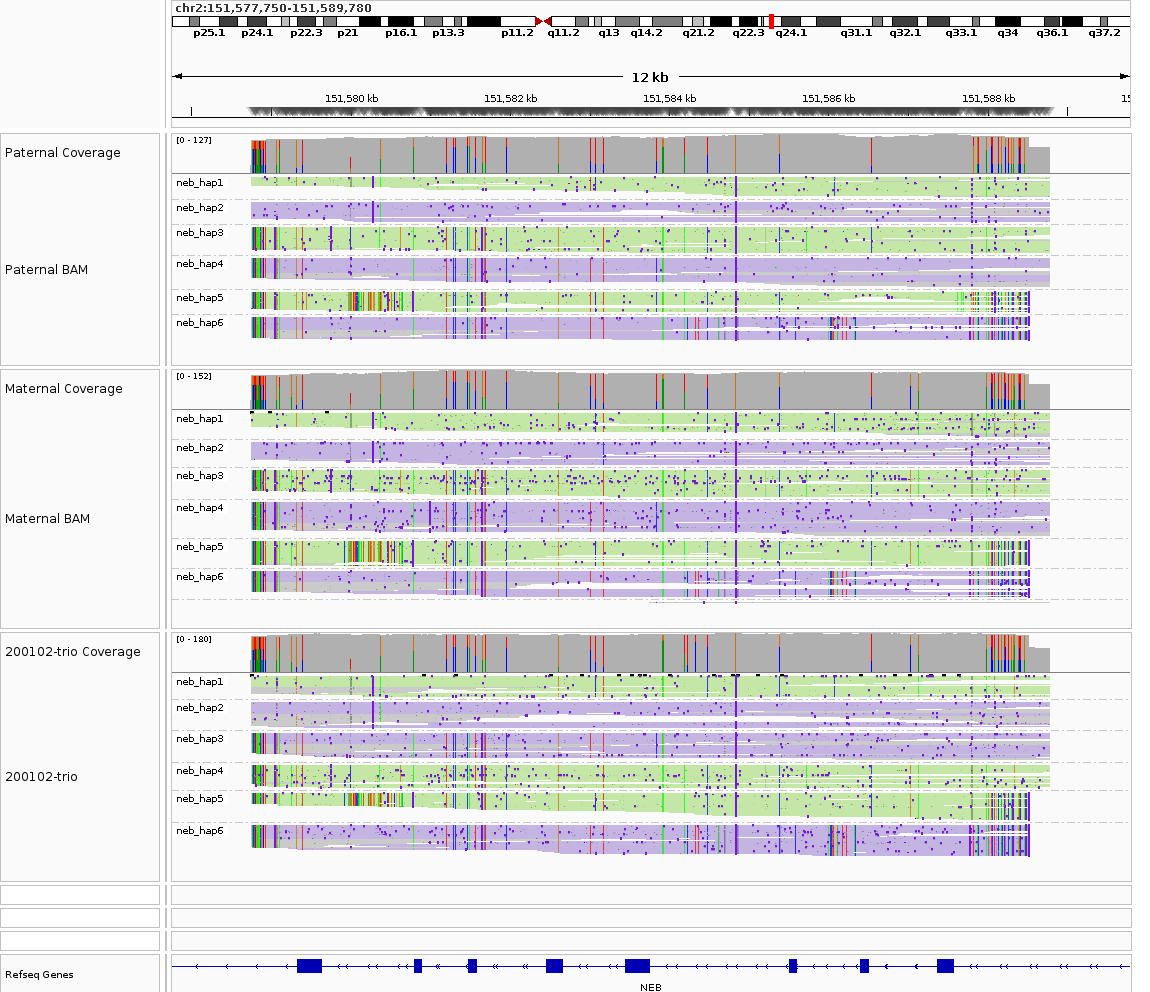 chr2:151,577,750-151,589,780
p25.1 p24.1 p22.3 p21 p16.1 p13.3 p11.2 q11.2 q13 q14.2 q21.2 q22.3 q24.1 q31.1 q32.1 q33.1 q34 q36.1 q37.2
12 kb
151,580 kb 151,582 kb 151,584 kb 151,586 kb 151,588 kb 15
Paternal Coverage
[0 - 127]
neb_hap1
neb_hap2
neb_hap3
neb_hap4
Paternal BAM
neb_hap5
neb_hap6
Maternal Coverage
[0 - 152]
neb_hap1
neb_hap2
neb_hap3
neb_hap4
Maternal BAM
neb_hap5
neb_hap6
200102-trio Coverage
[0 - 180]
neb_hap1
neb_hap2
neb_hap3
neb_hap4
200102-trio
neb_hap5
neb_hap6
Refseq Genes
NEB